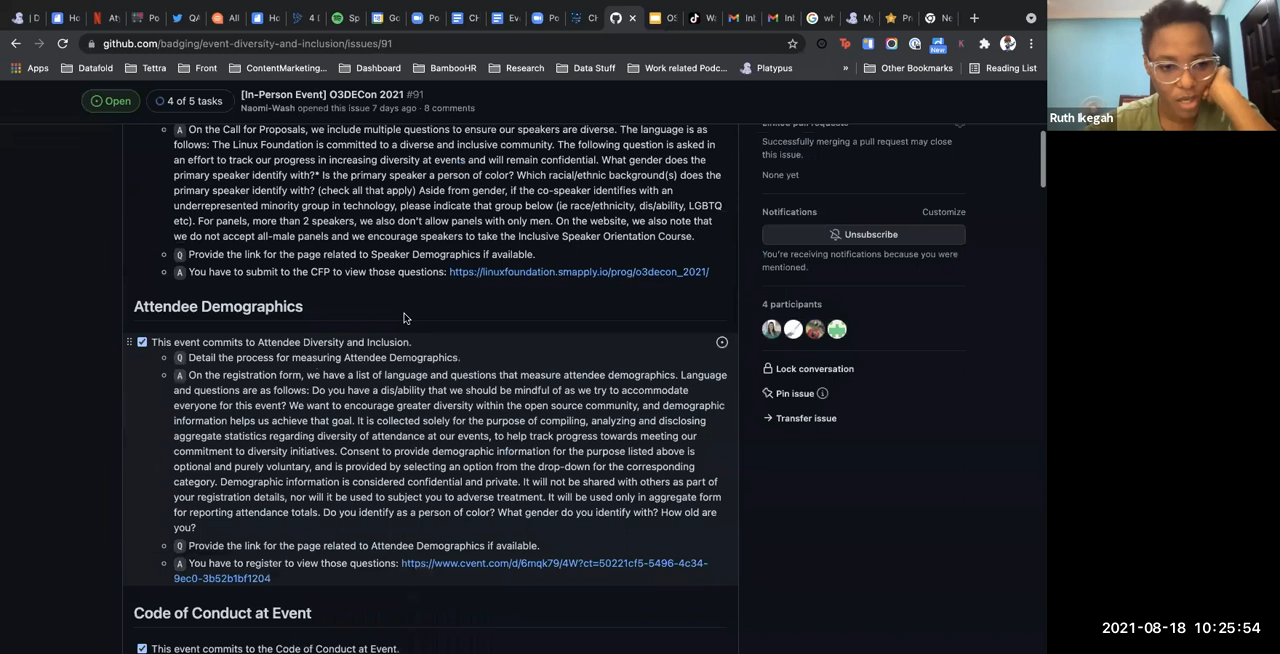 [ D
Ho
N At
Po
QA
All
Ho
4 D
Sp
Go
Po
CH
Eve
Po
CH
OS
Wa
Inb
Inb
wh
My
Pri
Ne
github.com/badging/event-diversity-and-inclusion/issues/91
Tp
New
K
Apps
Datafold
Tettra
Front
ContentMarketing...
Dashboard
BambooHR
Research
Data Stuff
Work related Podc...
Platypus
»
Other Bookmarks
Reading List
Open
4 of 5 tasks
[In-Person Event] O3DECon 2021 #91
Naomi-Wash opened this issue 7 days ago · 8 comments
A On the Call for Proposals, we include multiple questions to ensure our speakers are diverse. The language is as
follows: The Linux Foundation is committed to a diverse and inclusive community. The following question is asked in
an effort to track our progress in increasing diversity at events and will remain confidential. What gender does the
primary speaker identify with?* Is the primary speaker a person of color? Which racial/ethnic background(s) does the
primary speaker identify with? (check all that apply) Aside from gender, if the co-speaker identifies with an
underrepresented minority group in technology, please indicate that group below (ie race/ethnicity, dis/ability, LGBTQ
etc). For panels, more than 2 speakers, we also don't allow panels with only men. On the website, we also note that
we do not accept all-male panels and we encourage speakers to take the Inclusive Speaker Orientation Course.
Q Provide the link for the page related to Speaker Demographics if available.
A You have to submit to the CFP to view those questions: https://linuxfoundation.smapply.io/prog/o3decon_2021/
Attendee Demographics
This event commits to Attendee Diversity and Inclusion.
Q Detail the process for measuring Attendee Demographics.
A On the registration form, we have a list of language and questions that measure attendee demographics. Language
and questions are as follows: Do you have a dis/ability that we should be mindful of as we try to accommodate
everyone for this event? We want to encourage greater diversity within the open source community, and demographic
information helps us achieve that goal. It is collected solely for the purpose of compiling, analyzing and disclosing
aggregate statistics regarding diversity of attendance at our events, to help track progress towards meeting our
commitment to diversity initiatives. Consent to provide demographic information for the purpose listed above is
optional and purely voluntary, and is provided by selecting an option from the drop-down for the corresponding
category. Demographic information is considered confidential and private. It will not be shared with others as part of
your registration details, nor will it be used to subject you to adverse treatment. It will be used only in aggregate form
for reporting attendance totals. Do you identify as a person of color? What gender do you identify with? How old are
you?
Q Provide the link for the page related to Attendee Demographics if available.
A You have to register to view those questions: https://www.cvent.com/d/6mqk79/4W?ct=50221cf5-5496-4c34-
9ec0-3b52b1bf1204
Code of Conduct at Event
This event commits to the Code of Conduct at Event.
Successfully merging a pull request may close
this issue.
None yet
Notifications
Customize
Unsubscribe
You're receiving notifications because you were
mentioned.
4 participants
Lock conversation
Pin issue
Transfer issue
Ruth Ikegah
2021-08-18 10:25:54